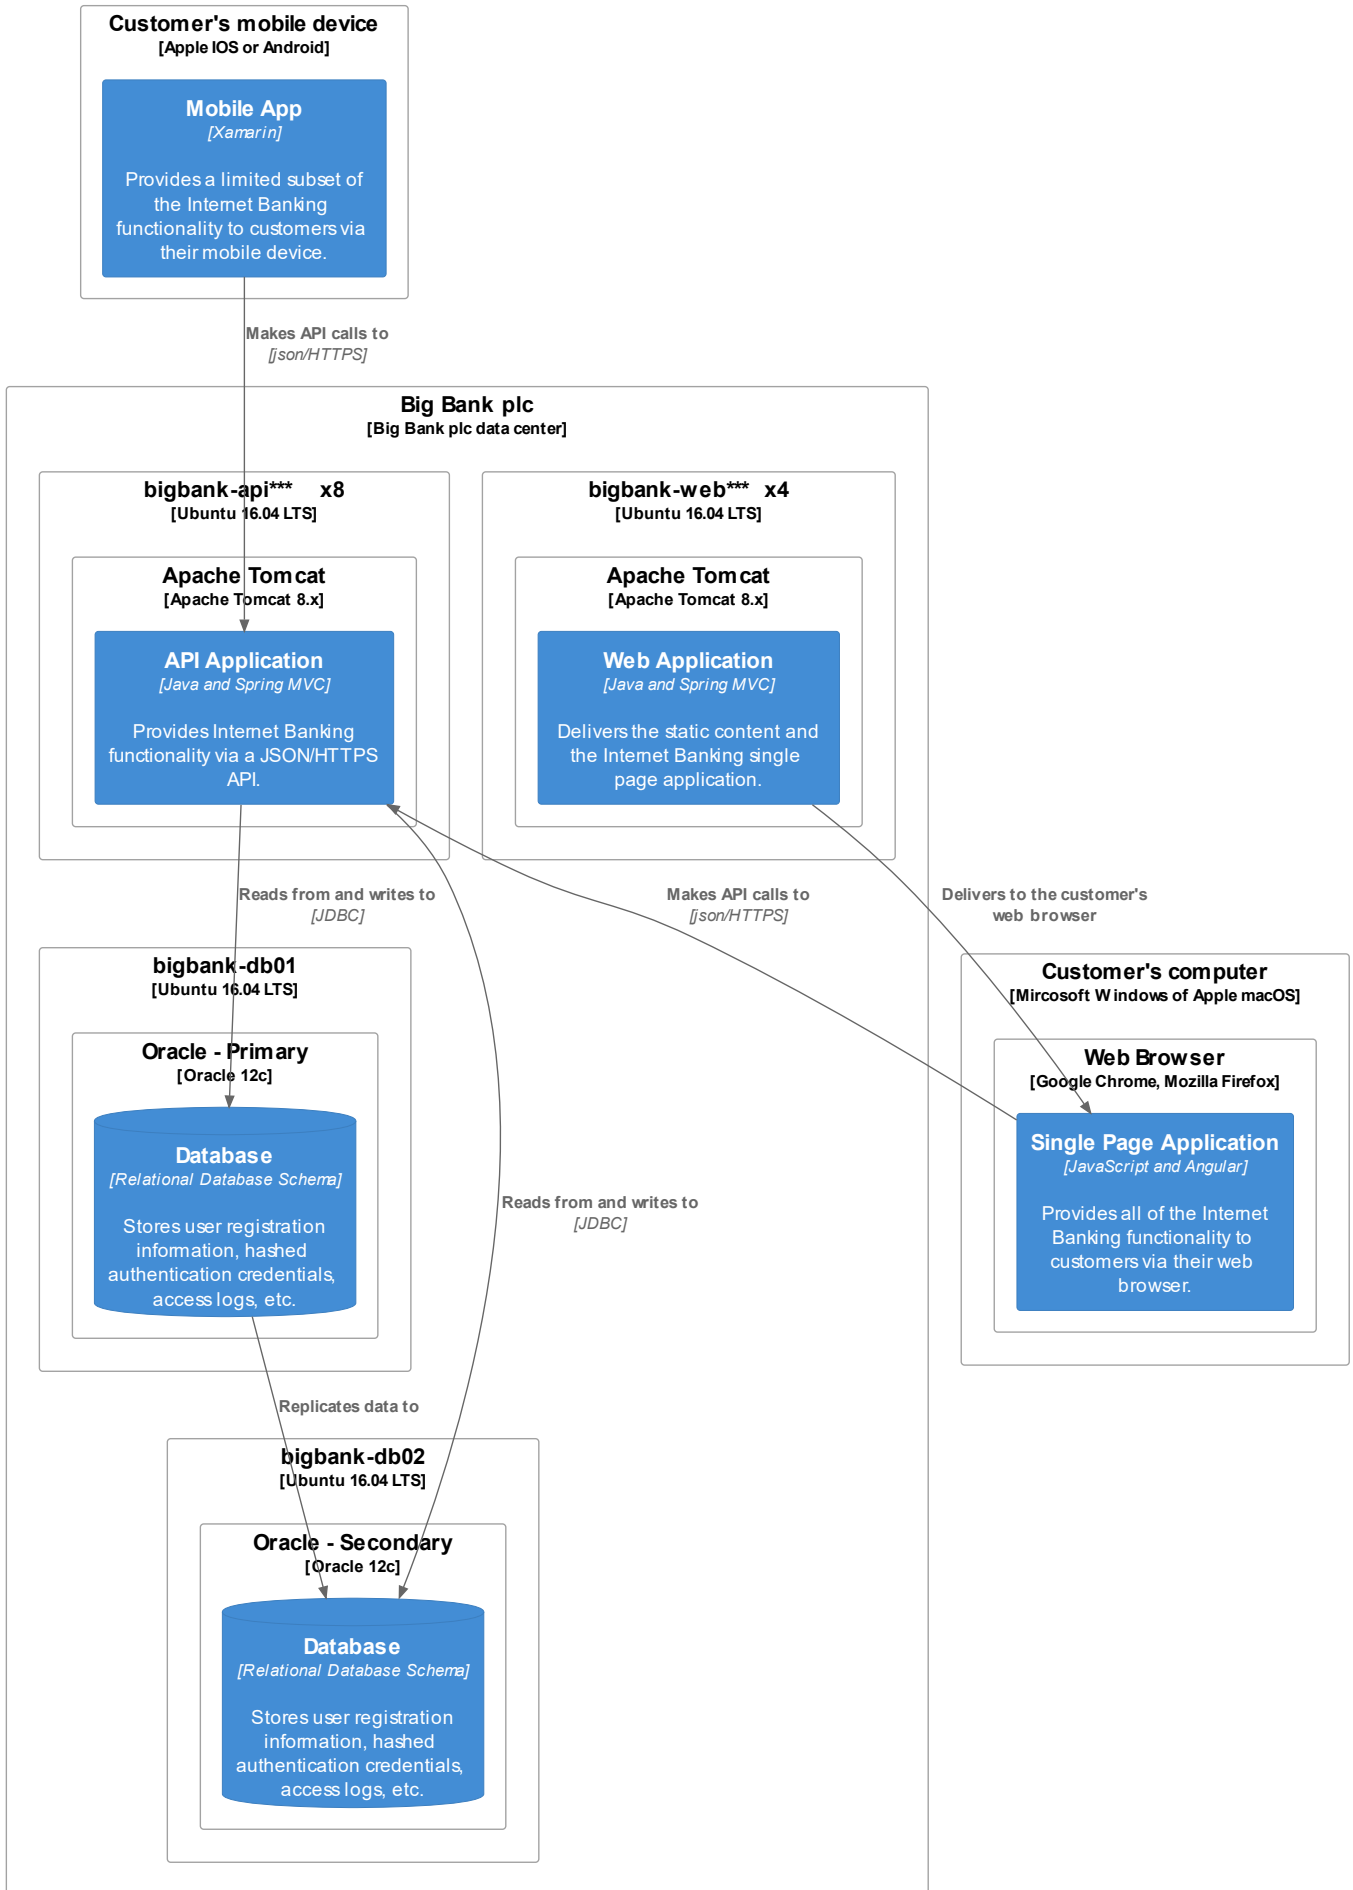 Customer's mobile device
[Apple IOS or Android]
Mobile App
[Xamarin]
Provides a limited subset of
the Internet Banking
functionality to customers via
their mobile device.
Makes API calls to
[json/HTTPS]
Big Bank plc
[Big Bank plc data center]
bigbank-api*** x8
[Ubuntu 16.04 LTS]
Apache Tomcat
[Apache Tomcat 8.x]
API Application
[Java and Spring MVC]
Provides Internet Banking
functionality via a JSON/HTTPS
API.
bigbank-web*** x4
[Ubuntu 16.04 LTS]
Apache Tomcat
[Apache Tomcat 8.x]
Web Application
[Java and Spring MVC]
Delivers the static content and
the Internet Banking single
page application.
Reads from and writes to
[JDBC]
Makes API calls to
[json/HTTPS]
Delivers to the customer's
web browser
bigbank-db01
[Ubuntu 16.04 LTS]
Oracle - Primary
[Oracle 12c]
Database
[Relational Database Schema]
Stores user registration
information, hashed
authentication credentials,
access logs, etc.
Customer's computer
[Mircosoft Windows of Apple macOS]
Web Browser
[Google Chrome, Mozilla Firefox]
Single Page Application
[JavaScript and Angular]
Provides all of the Internet
Banking functionality to
customers via their web
browser.
Reads from and writes to
[JDBC]
Replicates data to
bigbank-db02
[Ubuntu 16.04 LTS]
Oracle - Secondary
[Oracle 12c]
Database
[Relational Database Schema]
Stores user registration
information, hashed
authentication credentials,
access logs, etc.